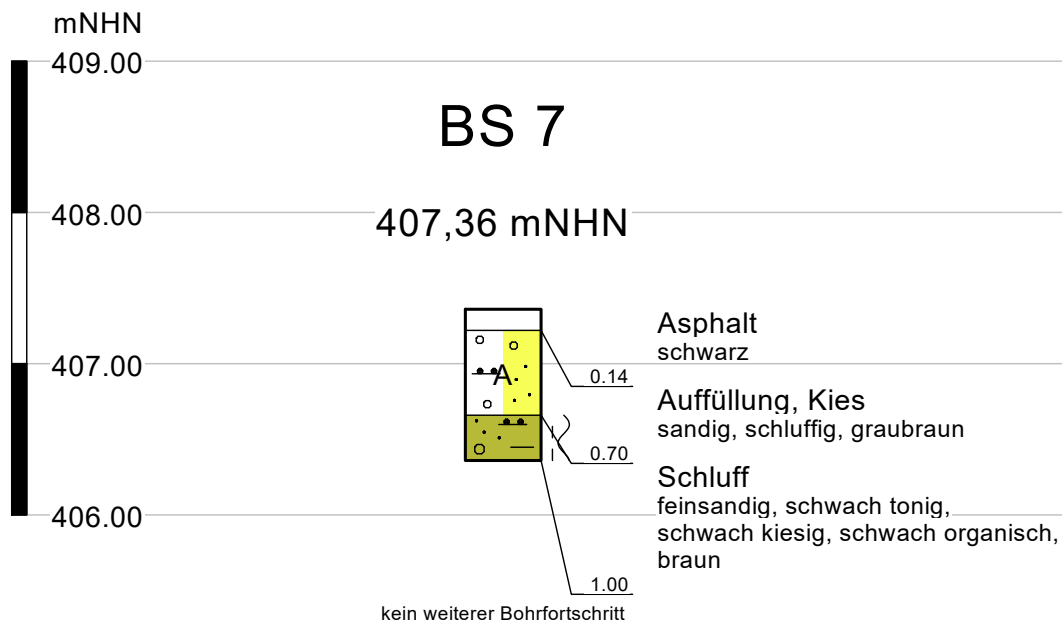 mNHN
409.00
BS 7
408.00
407,36 mNHN
Asphalt
schwarz
407.00
A
0.14
Auffüllung, Kies
sandig, schluffig, graubraun
0.70
Schluff
feinsandig, schwach tonig,
schwach kiesig, schwach organisch,
braun
406.00
1.00
kein weiterer Bohrfortschritt